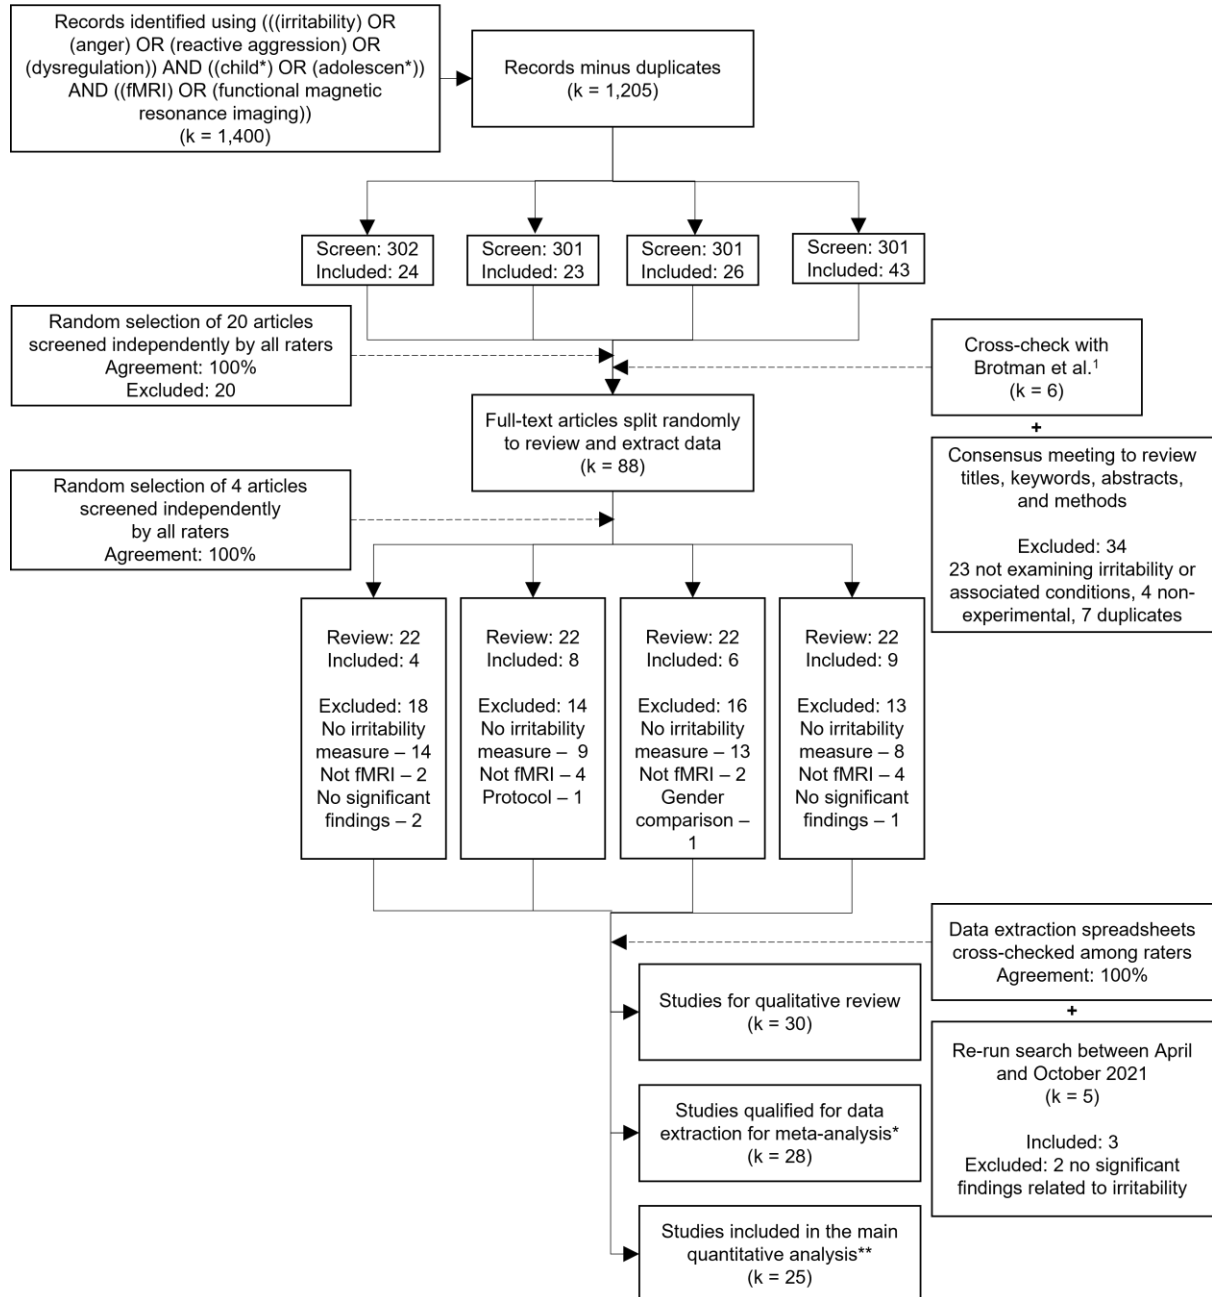 Records identified using (((irritability) OR
(anger) OR (reactive aggression) OR
(dysregulation)) AND ((child*) OR (adolescen*))
AND ((fMRI) OR (functional magnetic
resonance imaging))
(k = 1,400)
Records minus duplicates
(k = 1,205)
Screen: 302
Included: 24
Screen: 301
Included: 23
Screen: 301
Included: 26
Screen: 301
Included: 43
Random selection of 20 articles
screened independently by all raters
Agreement: 100%
Excluded: 20
Cross-check with
Brotman et al.¹
(k = 6)
+
Consensus meeting to review
titles, keywords, abstracts,
and methods
Excluded: 34
23 not examining irritability or
associated conditions, 4 non-
experimental, 7 duplicates
Full-text articles split randomly
to review and extract data
(k = 88)
Random selection of 4 articles
screened independently
by all raters
Agreement: 100%
Review: 22
Included: 4
Excluded: 18
No irritability
measure – 14
Not fMRI – 2
No significant
findings – 2
Review: 22
Included: 8
Excluded: 14
No irritability
measure – 9
Not fMRI – 4
Protocol – 1
Review: 22
Included: 6
Excluded: 16
No irritability
measure – 13
Not fMRI – 2
Gender
comparison –
1
Review: 22
Included: 9
Excluded: 13
No irritability
measure – 8
Not fMRI – 4
No significant
findings – 1
Data extraction spreadsheets
cross-checked among raters
Agreement: 100%
+
Re-run search between April
and October 2021
(k = 5)
Included: 3
Excluded: 2 no significant
findings related to irritability
Studies for qualitative review
(k = 30)
Studies qualified for data
extraction for meta-analysis*
(k = 28)
Studies included in the main
quantitative analysis**
(k = 25)